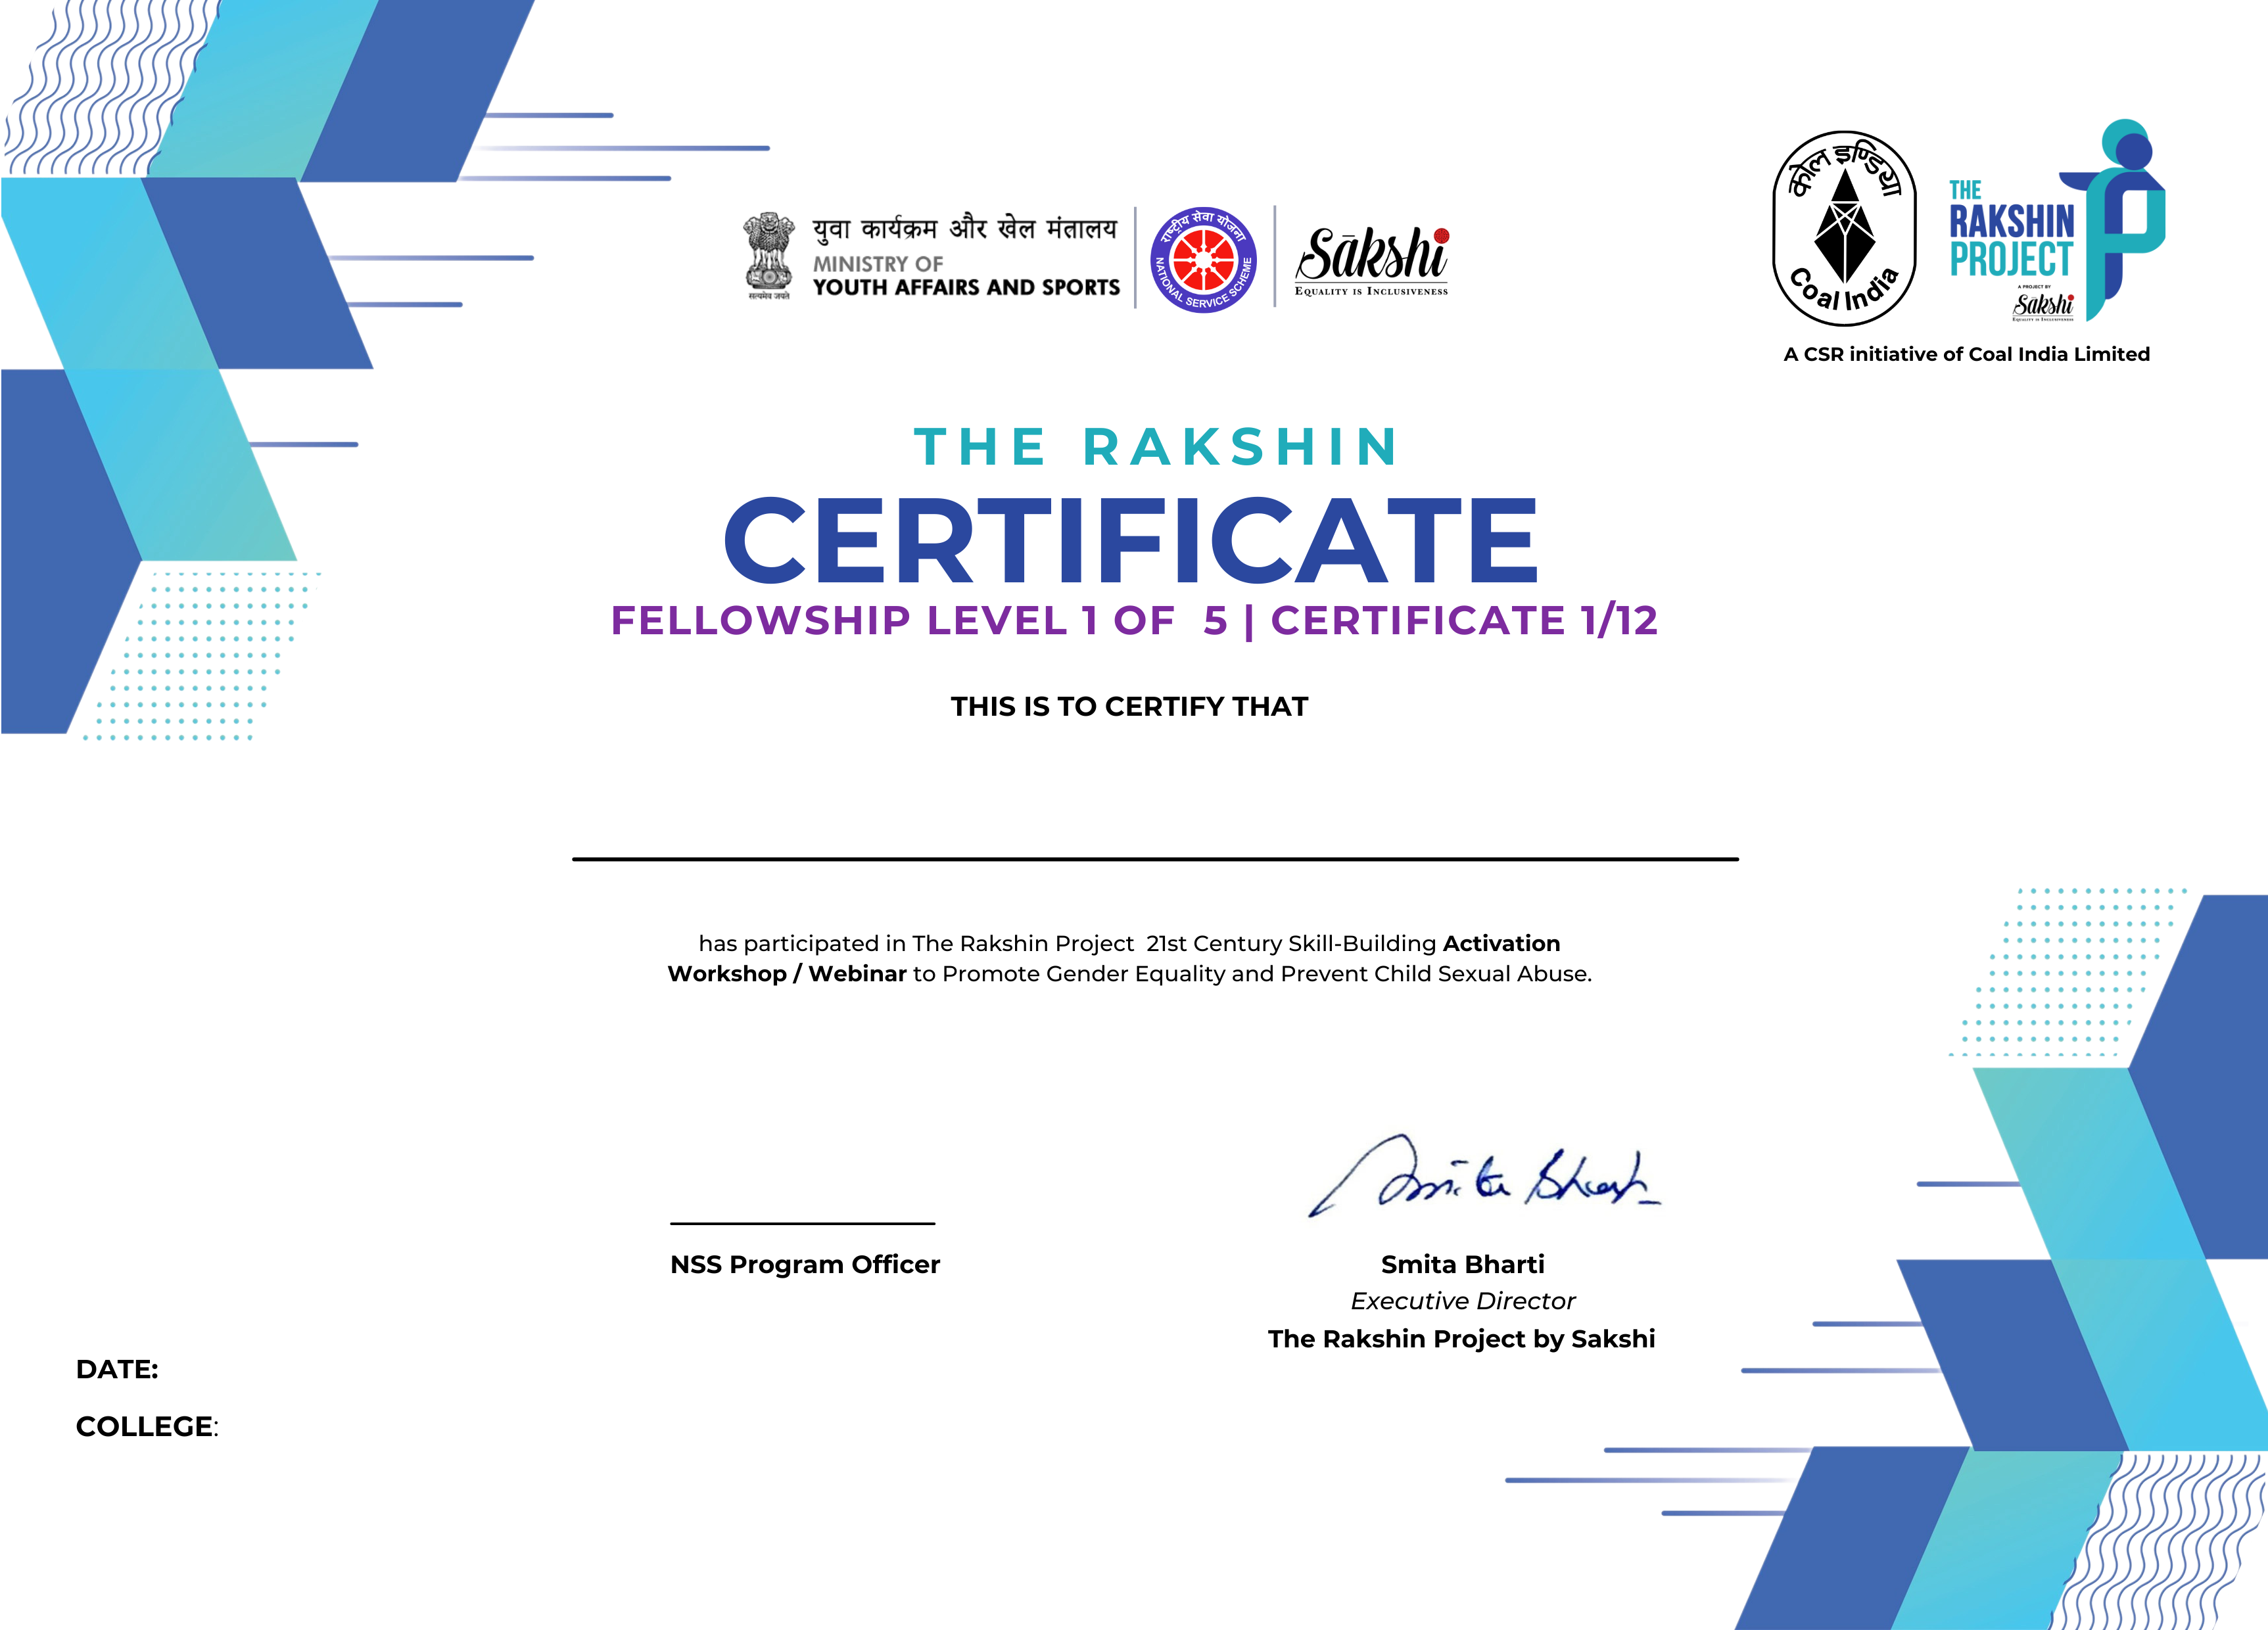 युवा कार्यक्रम और खेल मंतालय
MINISTRY OF
YOUTH AFFAIRS AND SPORTS
सत्यमेव जयते
राष्ट्रीय सेवा योजना
NATIONAL SERVICE SCHEME
Sākshi
EQUALITY IS INCLUSIVENESS
कोल इण्डिया
Coal India
THE
RAKSHIN
PROJECT
A PROJECT BY
Sākshi
EQUALITY IS INCLUSIVENESS
A CSR initiative of Coal India Limited
THE RAKSHIN
CERTIFICATE
FELLOWSHIP LEVEL 1 OF 5 | CERTIFICATE 1/12
THIS IS TO CERTIFY THAT
has participated in The Rakshin Project 21st Century Skill-Building Activation
Workshop / Webinar to Promote Gender Equality and Prevent Child Sexual Abuse.
Smita Bharti
NSS Program Officer
Smita Bharti
Executive Director
The Rakshin Project by Sakshi
DATE:
COLLEGE: